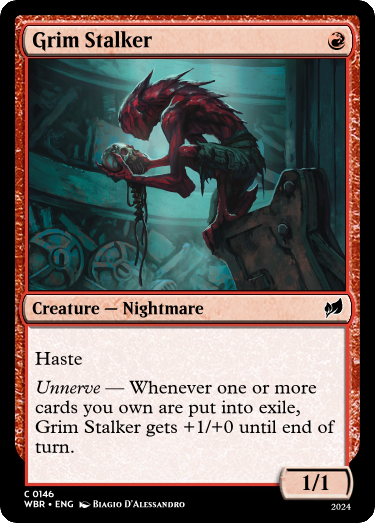 Grim Stalker
Creature — Nightmare
Haste
Unnerve — Whenever one or more
cards you own are put into exile,
Grim Stalker gets +1/+0 until end of
turn.
1/1
C 0146
WBR • ENG Biagio D'Alessandro
2024